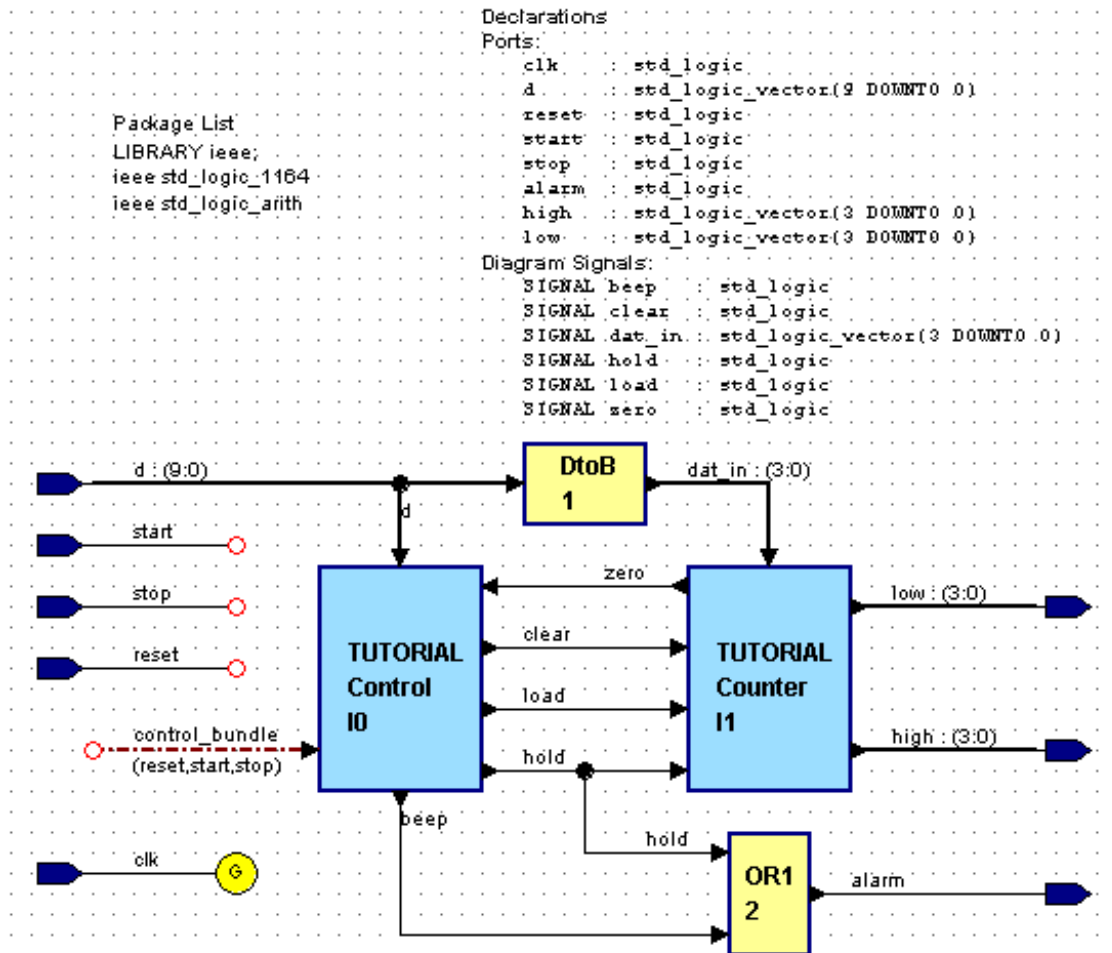 Declarations
Ports:
clk : std_logic
d : std_logic_vector(9 DOWNTO 0)
reset : std_logic
start : std_logic
stop : std_logic
alarm : std_logic
high : std_logic_vector(3 DOWNTO 0)
low : std_logic_vector(3 DOWNTO 0)
Diagram Signals:
SIGNAL beep : std_logic
SIGNAL clear : std_logic
SIGNAL dat_in : std_logic_vector(3 DOWNTO 0)
SIGNAL hold : std_logic
SIGNAL load : std_logic
SIGNAL zero : std_logic
Package List
LIBRARY ieee;
ieee std_logic_1164
ieee std_logic_arith
d : (9:0)
d
DtoB
1
dat_in : (3:0)
start
stop
reset
control_bundle
(reset,start,stop)
clk
G
TUTORIAL
Control
I0
zero
clear
load
hold
TUTORIAL
Counter
I1
low : (3:0)
high : (3:0)
beep
hold
OR1
2
alarm